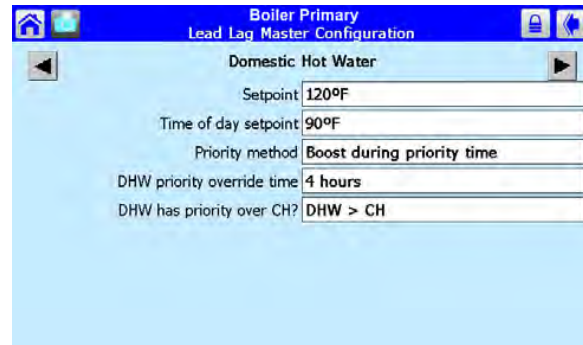 Boiler Primary
Lead Lag Master Configuration
Domestic Hot Water
Setpoint 120ºF
Time of day setpoint 90ºF
Priority method Boost during priority time
DHW priority override time 4 hours
DHW has priority over CH? DHW > CH